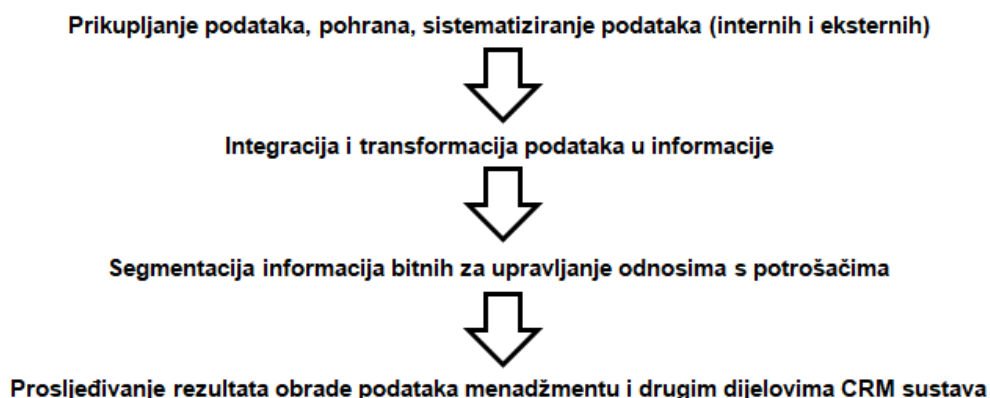 Prikupljanje podataka, pohrana, sistematiziranje podataka (internih i eksternih)
Integracija i transformacija podataka u informacije
Segmentacija informacija bitnih za upravljanje odnosima s potrošačima
Prosljeđivanje rezultata obrade podataka menadžmentu i drugim dijelovima CRM sustava